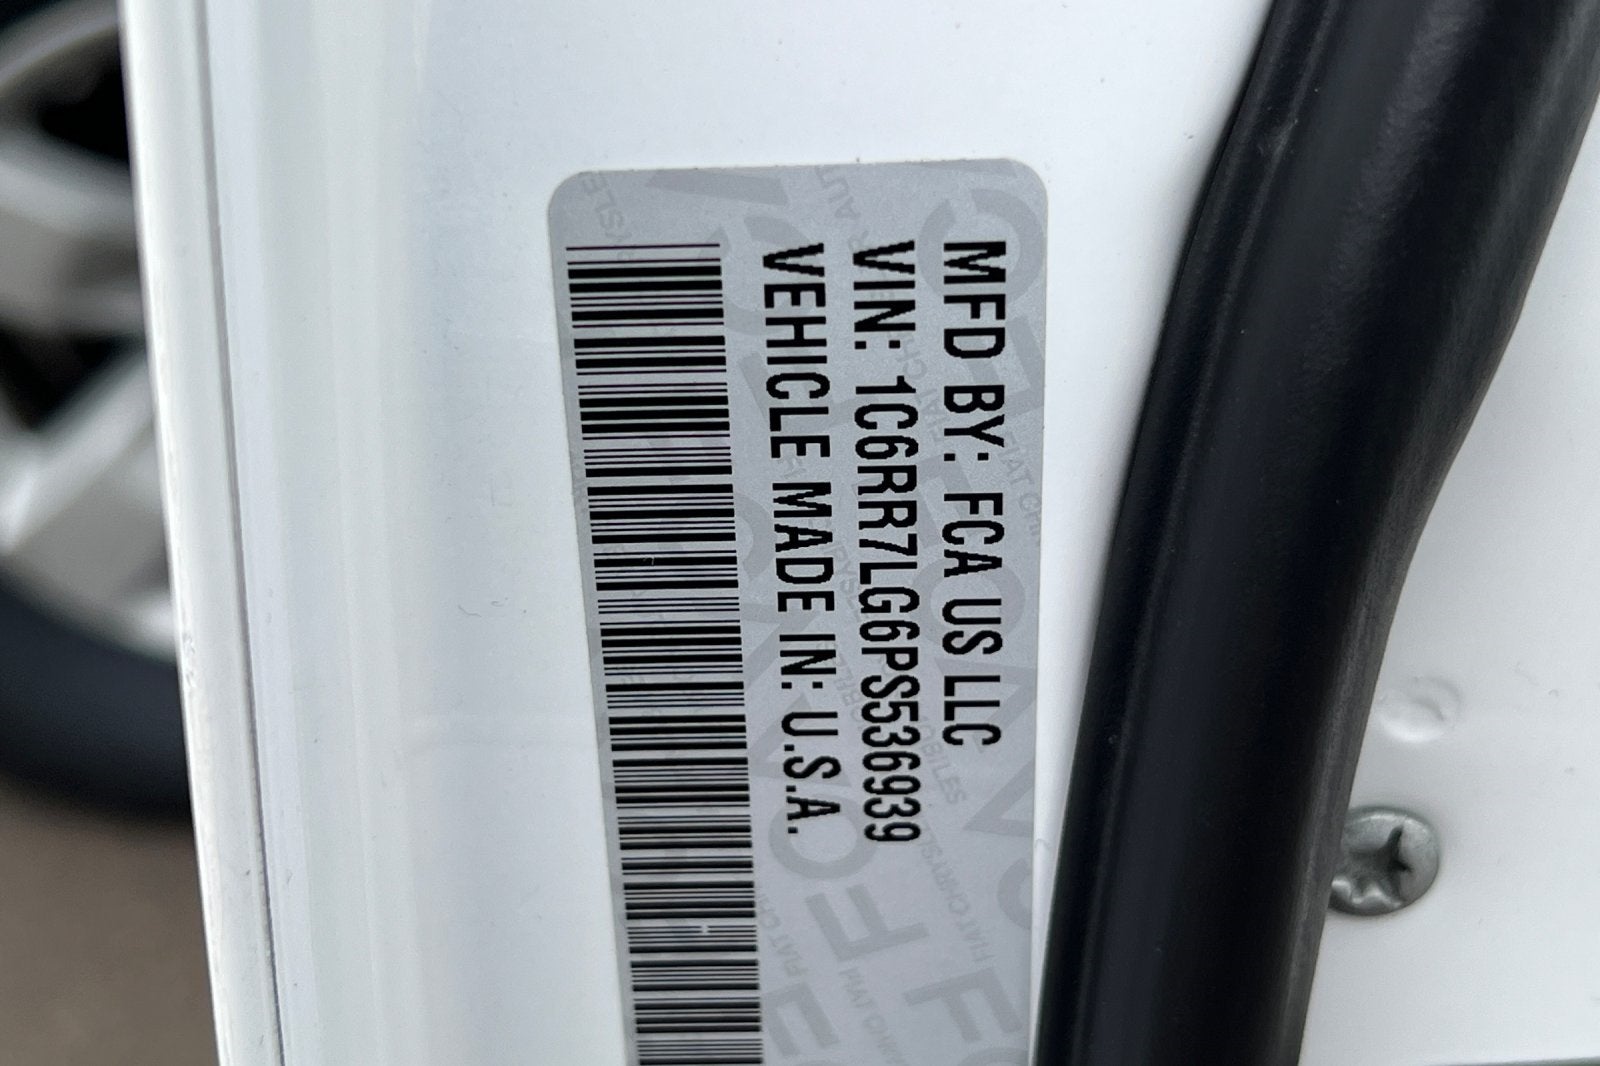 MFD BY: FCA US LLC
VIN: 1C6RR7LG6PS536939
VEHICLE MADE IN: U.S.A.